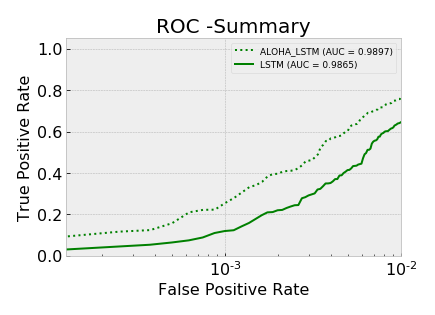 ROC -Summary
ALOHA_LSTM (AUC = 0.9897)
LSTM (AUC = 0.9865)
True Positive Rate
1.0
0.8
0.6
0.4
0.2
0.0
10⁻³
10⁻²
False Positive Rate